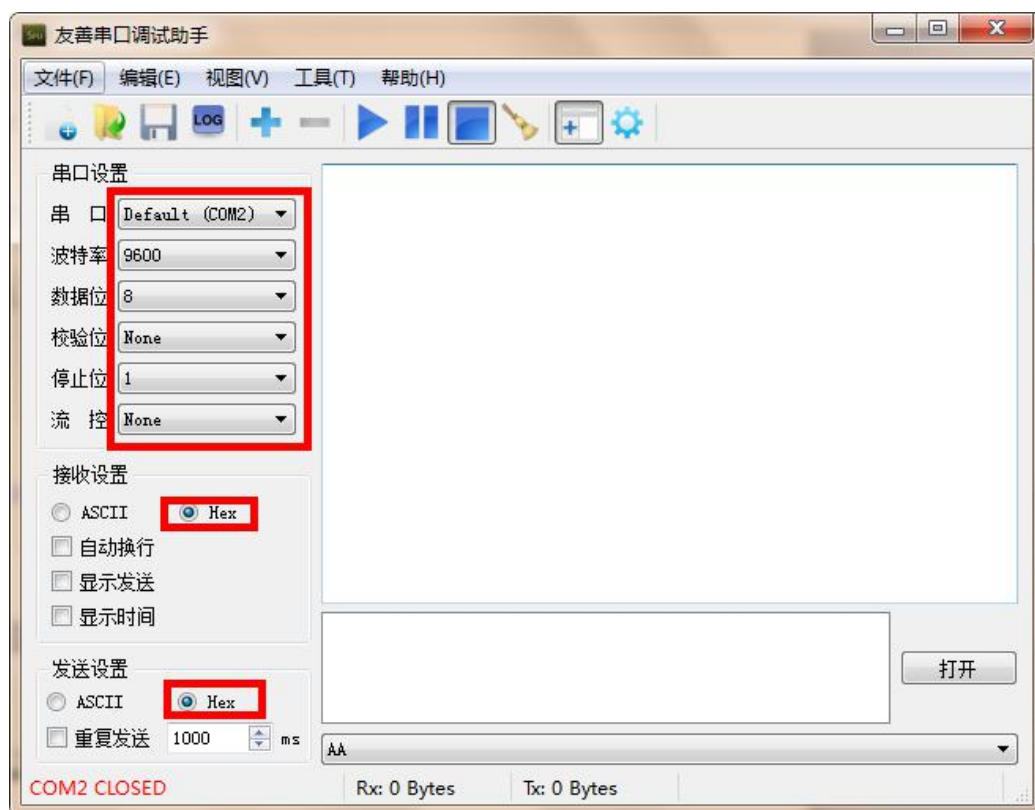 友善串口调试助手
文件(F) 编辑(E) 视图(V) 工具(T) 帮助(H)
LOG
串口设置
串 口 Default (COM2)
波特率 9600
数据位 8
校验位 None
停止位 1
流 控 None
接收设置
ASCII Hex
自动换行
显示发送
显示时间
发送设置
ASCII Hex
重复发送 1000 ms
打开
AA
COM2 CLOSED Rx: 0 Bytes Tx: 0 Bytes